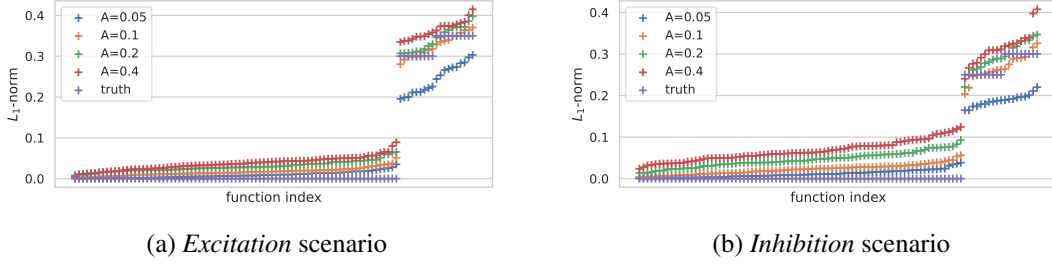 0.4
0.3
0.2
0.1
0.0
L₁-norm
A=0.05
A=0.1
A=0.2
A=0.4
truth
function index
(a) Excitation scenario
0.4
0.3
0.2
0.1
0.0
L₁-norm
A=0.05
A=0.1
A=0.2
A=0.4
truth
function index
(b) Inhibition scenario